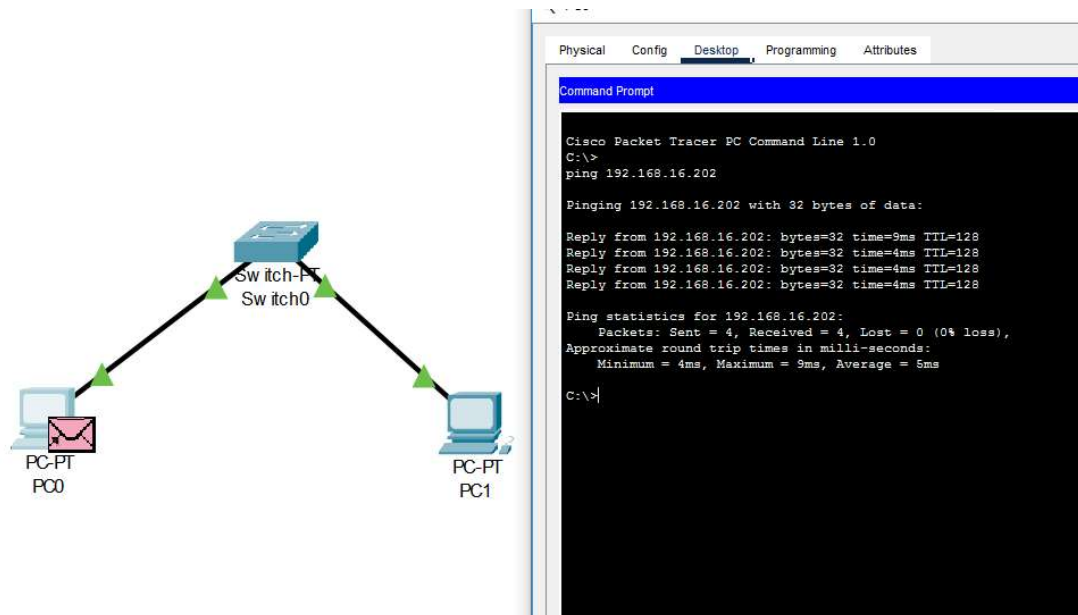 Switch-PT
Switch0
PC-PT
PC0
PC-PT
PC1
Physical Config Desktop Programming Attributes
Command Prompt
Cisco Packet Tracer PC Command Line 1.0
C:\>
ping 192.168.16.202
Pinging 192.168.16.202 with 32 bytes of data:
Reply from 192.168.16.202: bytes=32 time=9ms TTL=128
Reply from 192.168.16.202: bytes=32 time=4ms TTL=128
Reply from 192.168.16.202: bytes=32 time=4ms TTL=128
Reply from 192.168.16.202: bytes=32 time=4ms TTL=128
Ping statistics for 192.168.16.202:
Packets: Sent = 4, Received = 4, Lost = 0 (0% loss),
Approximate round trip times in milli-seconds:
Minimum = 4ms, Maximum = 9ms, Average = 5ms
C:\>